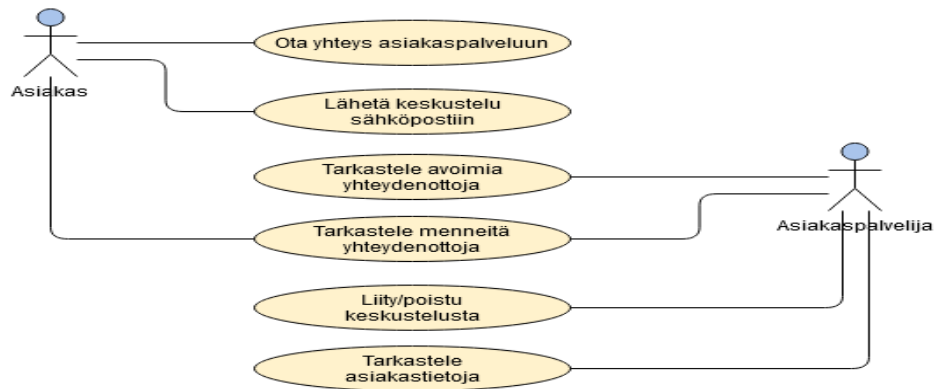 Asiakas
Ota yhteys asiakaspalveluun
Lähetä keskustelu
sähköpostiin
Tarkastele avoimia
yhteydenottoja
Tarkastele menneitä
yhteydenottoja
Asiakaspalvelija
Liity/poistu
keskustelusta
Tarkastele
asiakastietoja